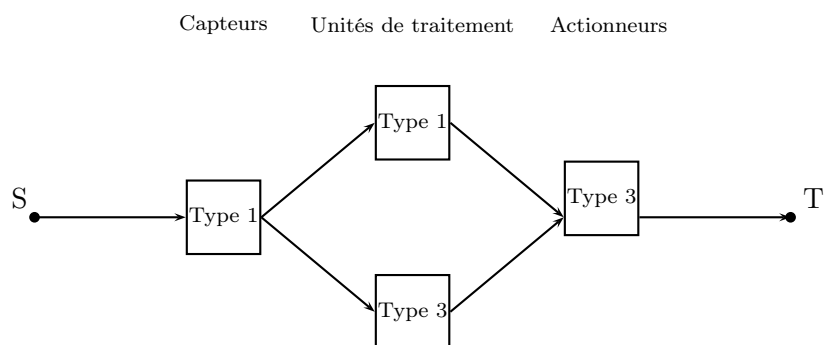 Capteurs Unités de traitement Actionneurs
Type 1
S Type 1 Type 3 T
Type 3